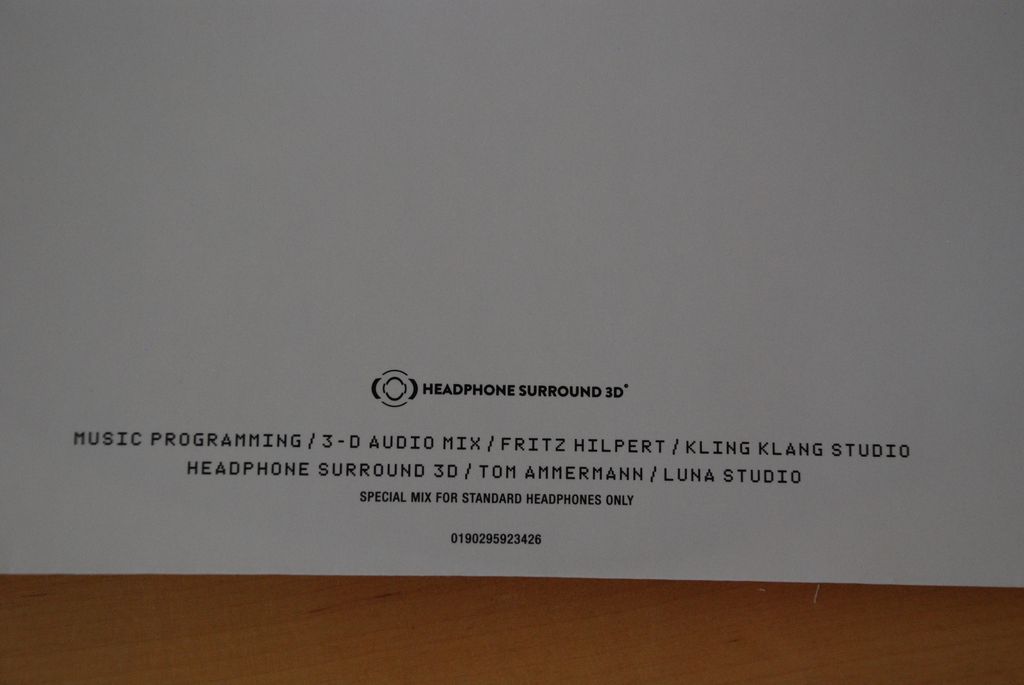 HEADPHONE SURROUND 3D°
MUSIC PROGRAMMING / 3-D AUDIO MIX / FRITZ HILPERT / KLING KLANG STUDIO
HEADPHONE SURROUND 3D / TOM AMMERMANN / LUNA STUDIO
SPECIAL MIX FOR STANDARD HEADPHONES ONLY
0190295923426